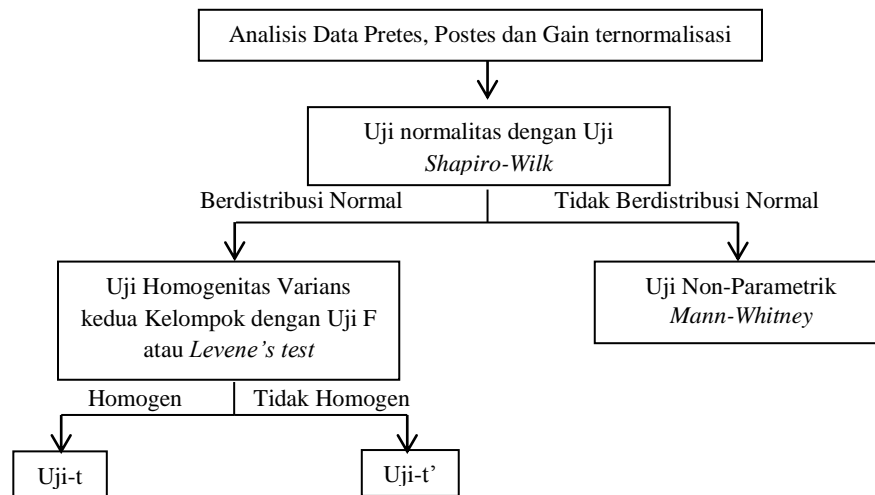 Analisis Data Pretes, Postes dan Gain ternormalisasi
Uji normalitas dengan Uji
Shapiro-Wilk
Berdistribusi Normal
Tidak Berdistribusi Normal
Uji Homogenitas Varians
kedua Kelompok dengan Uji F
atau Levene’s test
Uji Non-Parametrik
Mann-Whitney
Homogen
Tidak Homogen
Uji-t
Uji-t’